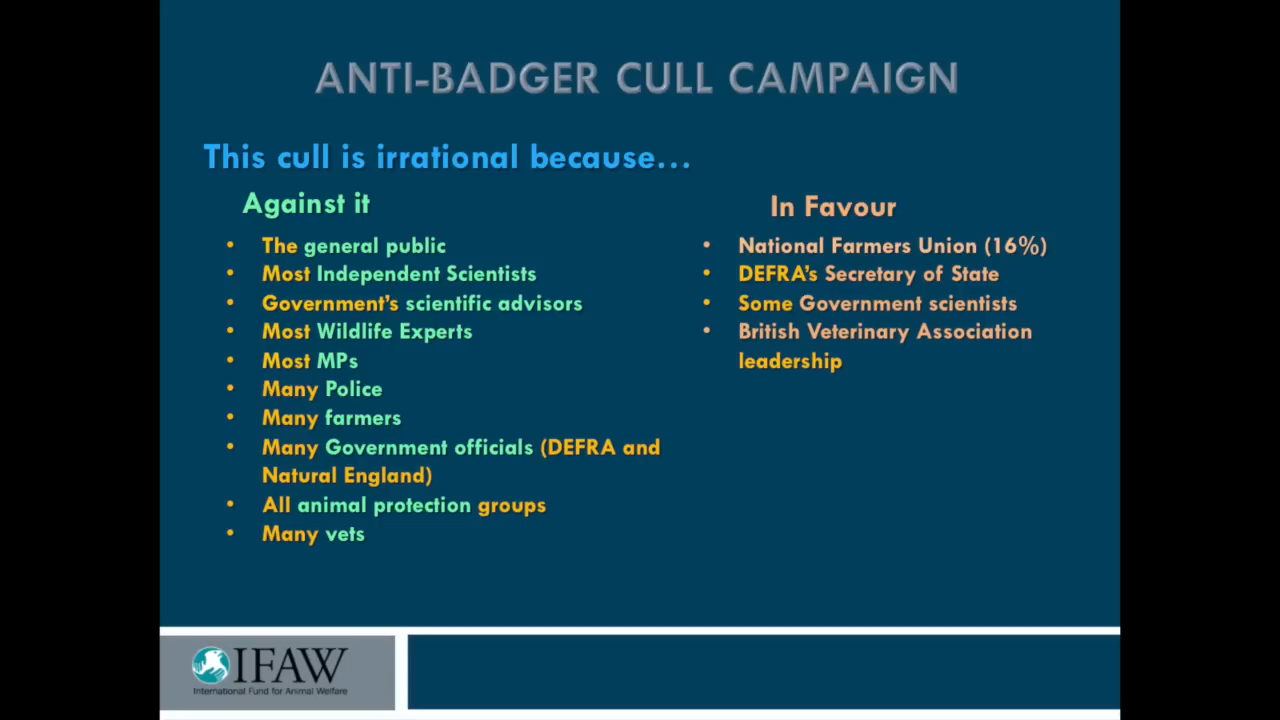 ANTI-BADGER CULL CAMPAIGN
This cull is irrational because...
Against it
• The general public
• Most Independent Scientists
• Government's scientific advisors
• Most Wildlife Experts
• Most MPs
• Many Police
• Many farmers
• Many Government officials (DEFRA and
Natural England)
• All animal protection groups
• Many vets
In Favour
• National Farmers Union (16%)
• DEFRA's Secretary of State
• Some Government scientists
• British Veterinary Association
leadership
IFAW
International Fund for Animal Welfare